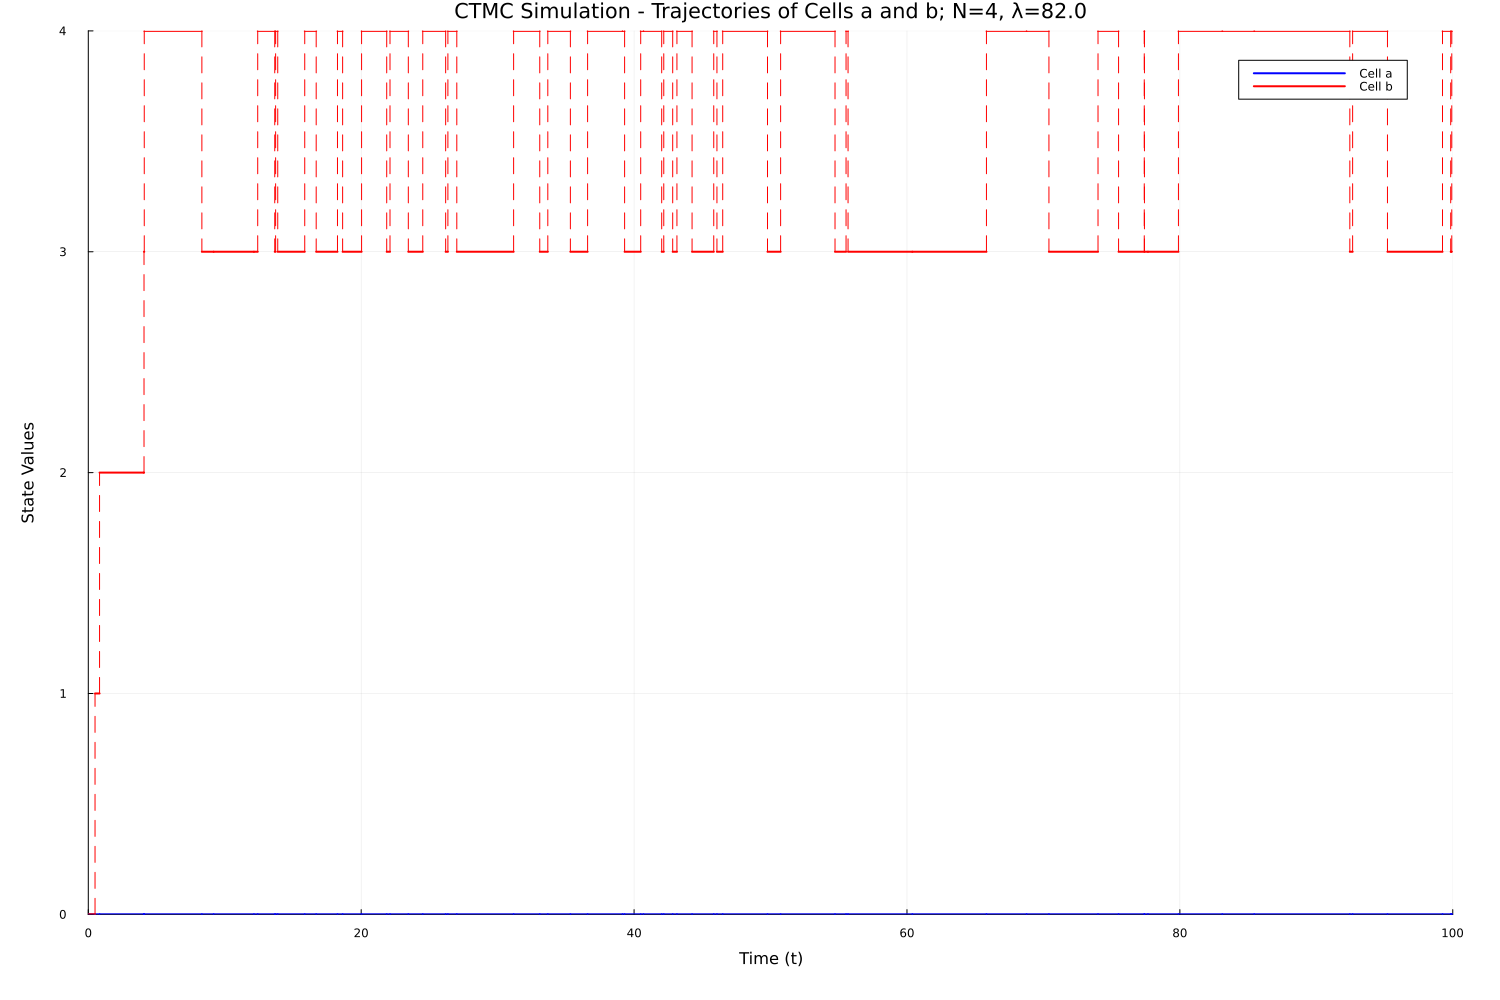 CTMC Simulation - Trajectories of Cells a and b; N=4, λ=82.0
4
Cell a
Cell b
3
State Values
2
1
0
0 20 40 60 80 100
Time (t)